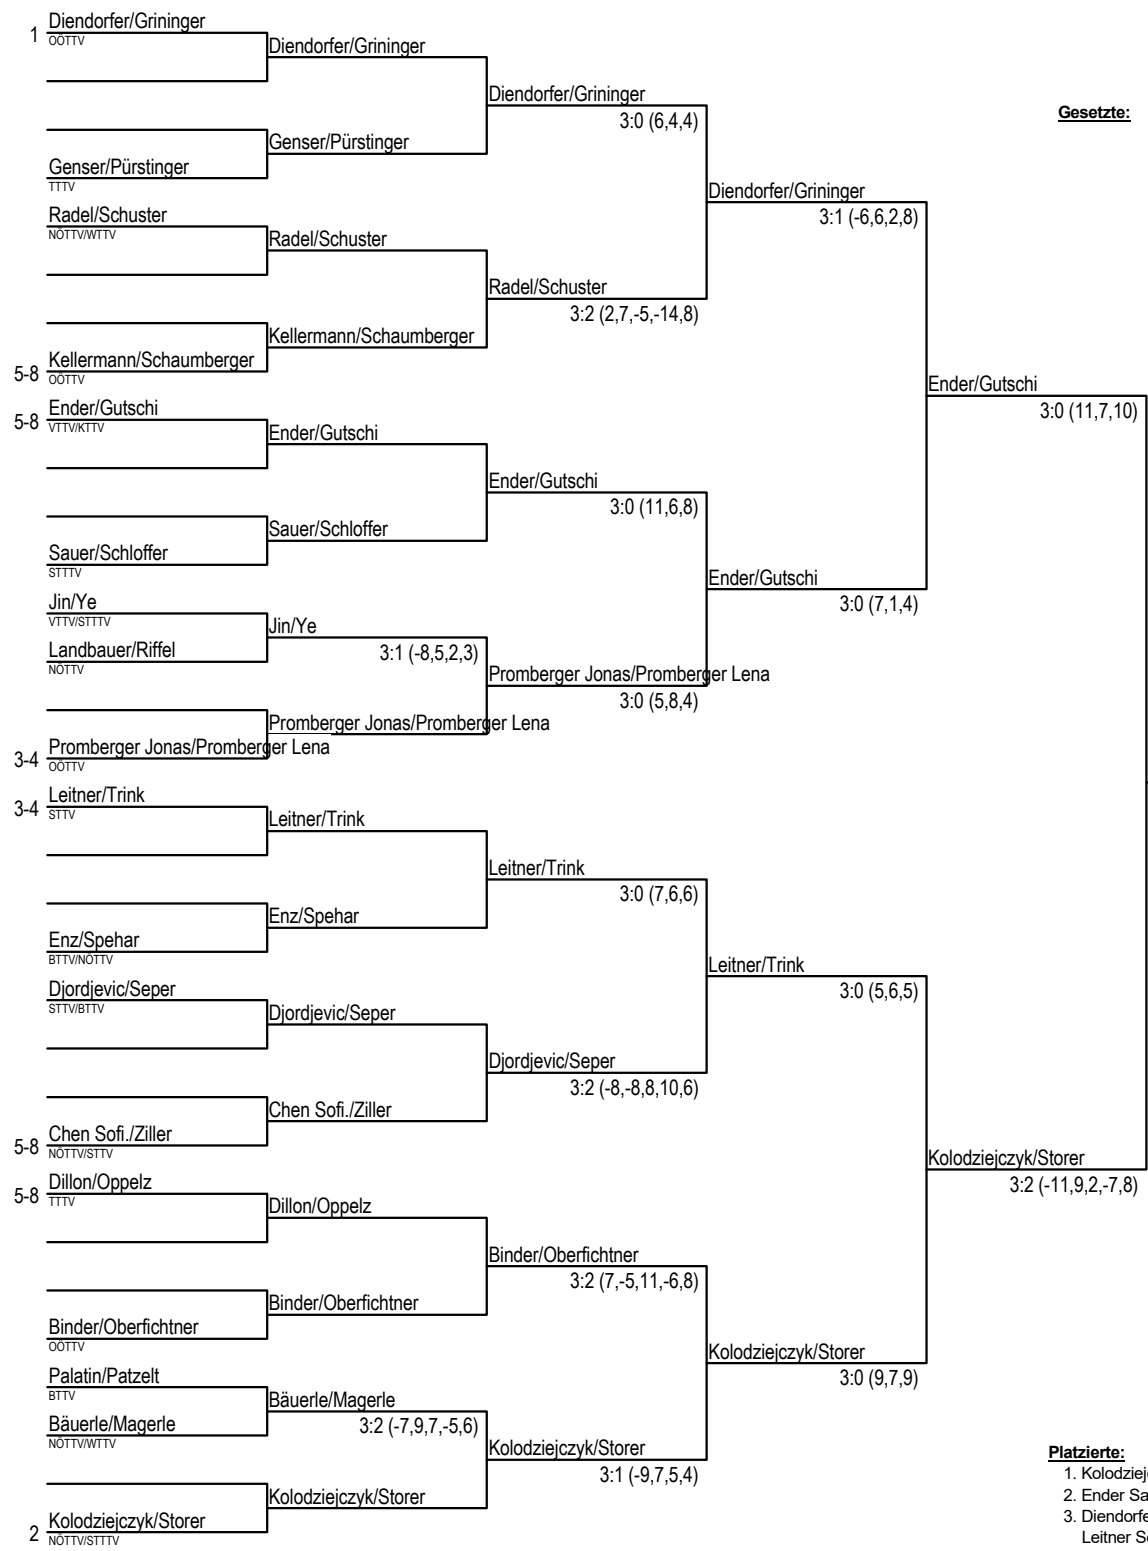 1 Diendorfer/Grininger
OÖTTV
Diendorfer/Grininger
Diendorfer/Grininger
3:0 (6,4,4)
Gesetzte:
Genser/Pürstinger
Genser/Pürstinger
TTTV
Diendorfer/Grininger
3:1 (-6,6,2,8)
Radel/Schuster
NÖTTV/WTTV
Radel/Schuster
Radel/Schuster
3:2 (2,7,-5,-14,8)
Kellermann/Schaumberger
5-8 Kellermann/Schaumberger
OÖTTV
Ender/Gutschi
3:0 (11,7,10)
5-8 Ender/Gutschi
VTTV/KTTV
Ender/Gutschi
Ender/Gutschi
3:0 (11,6,8)
Sauer/Schloffer
Sauer/Schloffer
STTTV
Ender/Gutschi
3:0 (7,1,4)
Jin/Ye
VTTV/STTTV
Jin/Ye
3:1 (-8,5,2,3)
Landbauer/Riffel
NÖTTV
Promberger Jonas/Promberger Lena
3:0 (5,8,4)
Promberger Jonas/Promberger Lena
3-4 Promberger Jonas/Promberger Lena
OÖTTV
3-4 Leitner/Trink
STTV
Leitner/Trink
Leitner/Trink
3:0 (7,6,6)
Enz/Spehar
Enz/Spehar
BTTV/NÖTTV
Leitner/Trink
3:0 (5,6,5)
Djordjevic/Seper
STTV/BTTV
Djordjevic/Seper
Djordjevic/Seper
3:2 (-8,-8,8,10,6)
Chen Sofi./Ziller
5-8 Chen Sofi./Ziller
NÖTTV/STTV
Kolodziejczyk/Storer
3:2 (-11,9,2,-7,8)
5-8 Dillon/Oppelz
TTTV
Dillon/Oppelz
Binder/Oberfichtner
3:2 (7,-5,11,-6,8)
Binder/Oberfichtner
Binder/Oberfichtner
OÖTTV
Kolodziejczyk/Storer
3:0 (9,7,9)
Palatin/Patzelt
BTTV
Bäuerle/Magerle
3:2 (-7,9,7,-5,6)
Bäuerle/Magerle
NÖTTV/WTTV
Kolodziejczyk/Storer
3:1 (-9,7,5,4)
Kolodziejczyk/Storer
2 Kolodziejczyk/Storer
NÖTTV/STTTV
Platzierte:
1. Kolodziej
2. Ender Sa
3. Diendorfe
Leitner S